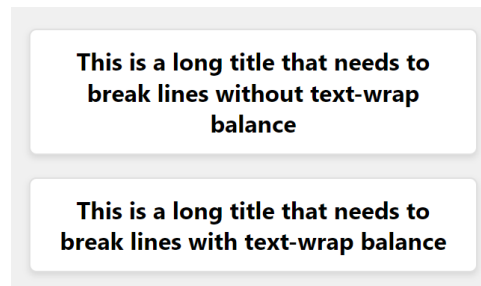 This is a long title that needs to
break lines without text-wrap
balance
This is a long title that needs to
break lines with text-wrap balance